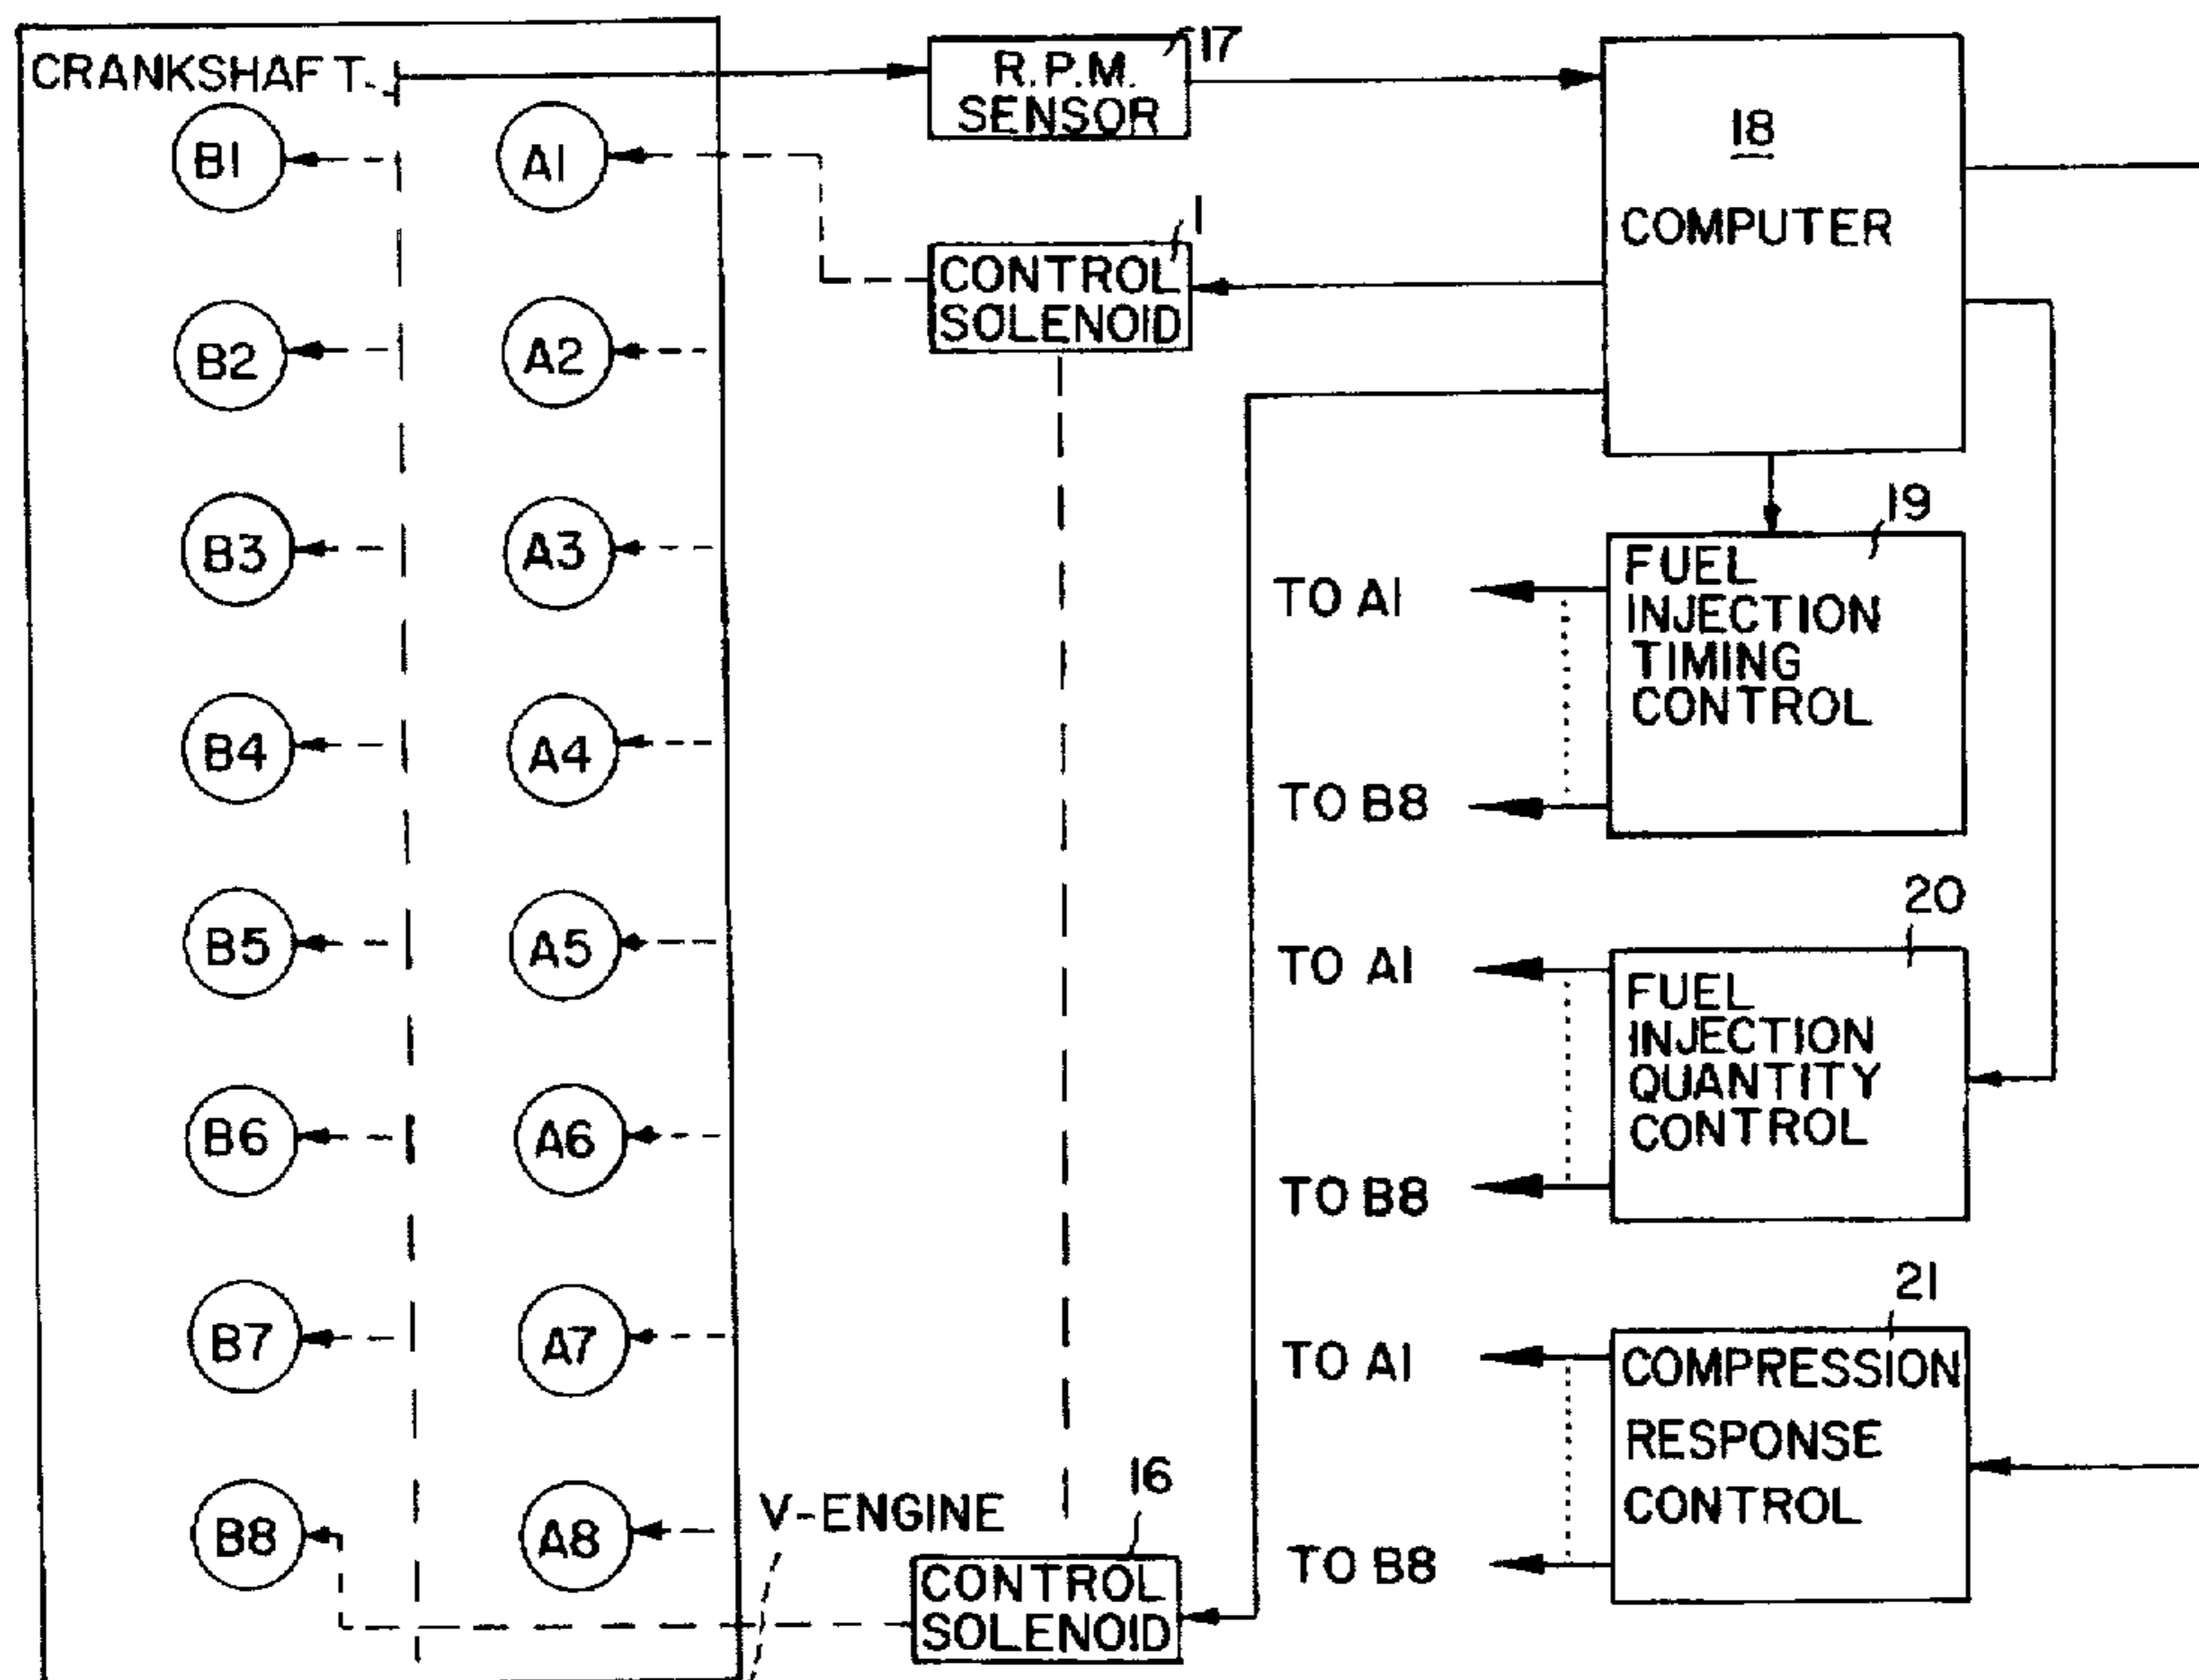 CRANKSHAFT
R.P.M.
SENSOR
17
18
COMPUTER
B1
A1
1
CONTROL
SOLENOID
B2
A2
B3
A3
19
FUEL
INJECTION
TIMING
CONTROL
TO A1
TO B8
B4
A4
B5
A5
20
FUEL
INJECTION
QUANTITY
CONTROL
TO A1
TO B8
B6
A6
B7
A7
21
COMPRESSION
RESPONSE
CONTROL
TO A1
TO B8
B8
A8
V-ENGINE
16
CONTROL
SOLENOID